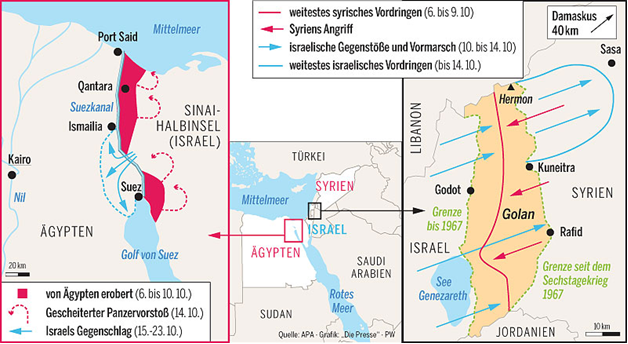 Mittelmeer
Port Said
Qantara
Suezkanal
Ismailia
SINAI-
HALBINSEL
(ISRAEL)
Kairo
Nil
Suez
ÄGYPTEN
Golf von Suez
20 km
von Ägypten erobert (6. bis 10. 10.)
Gescheiterter Panzervorstoß (14. 10.)
Israels Gegenschlag (15.-23. 10.)
weitestes syrisches Vordringen (6. bis 9. 10)
Syriens Angriff
israelische Gegenstöße und Vormarsch (10. bis 14. 10)
weitestes israelisches Vordringen (bis 14. 10.)
TÜRKEI
SYRIEN
Mittelmeer
ISRAEL
ÄGYPTEN
SAUDI
ARABIEN
Rotes
Meer
SUDAN
Quelle: APA · Grafik: „Die Presse“ · PW
Damaskus
40 km
Sasa
Hermon
LIBANON
Kuneitra
Godot
SYRIEN
Grenze
bis 1967
Golan
Rafid
ISRAEL
See
Genezareth
Grenze seit dem
Sechstagekrieg
1967
JORDANIEN
10 km